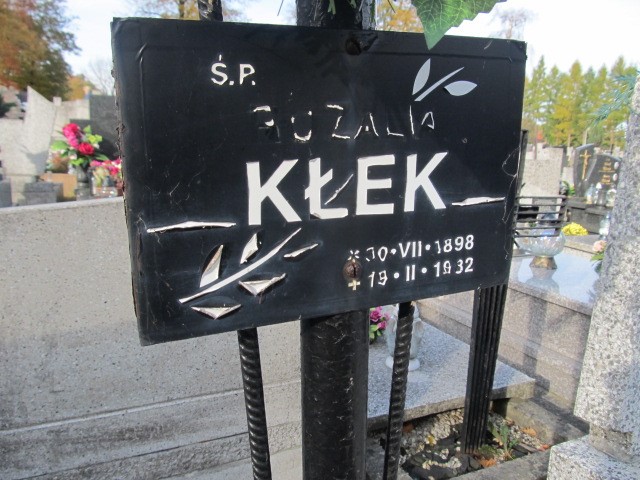 Ś.P.
ROZALIA
KŁEK
* 30 • VII • 1898
+ 19 • II • 1932